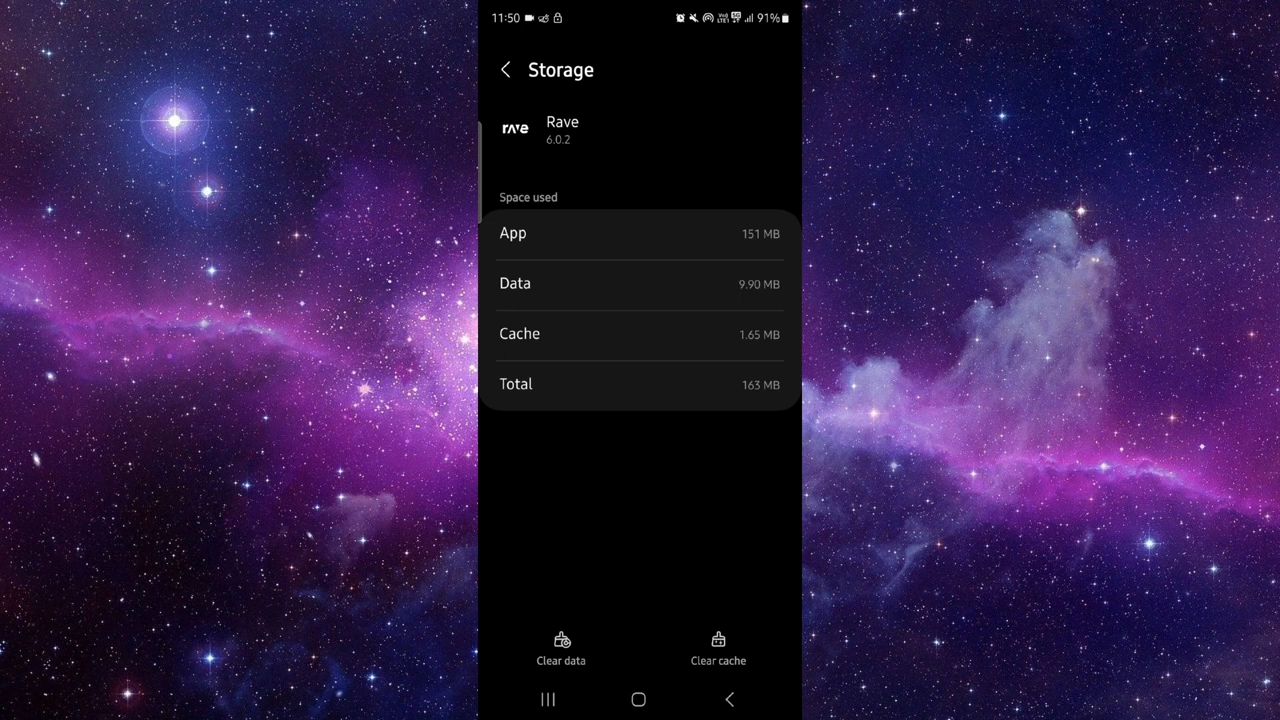 11:50 91%
Storage
rave Rave
6.0.2
Space used
App 151 MB
Data 9.90 MB
Cache 1.65 MB
Total 163 MB
Clear data Clear cache